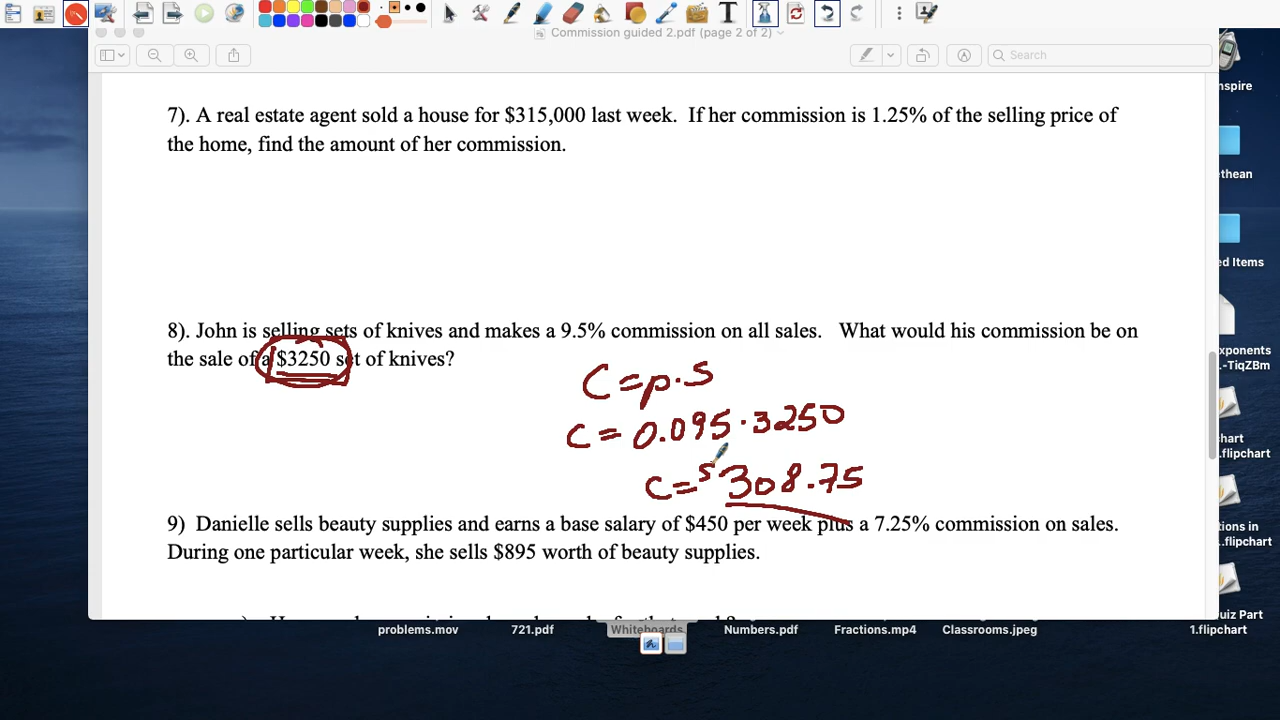 Commission guided 2.pdf (page 2 of 2)
Search
7). A real estate agent sold a house for $315,000 last week. If her commission is 1.25% of the selling price of
the home, find the amount of her commission.
8). John is selling sets of knives and makes a 9.5% commission on all sales. What would his commission be on
the sale of a $3250 set of knives?
C=p·S
C=0.095·3250
C=$308.75
9) Danielle sells beauty supplies and earns a base salary of $450 per week plus a 7.25% commission on sales.
During one particular week, she sells $895 worth of beauty supplies.
nspire
ethean
ed Items
xponents
.-TiqZBm
chart
.flipchart
ctions in
..flipchart
uiz Part
1.flipchart
problems.mov
721.pdf
Whiteboards
Numbers.pdf
Fractions.mp4
Classrooms.jpeg